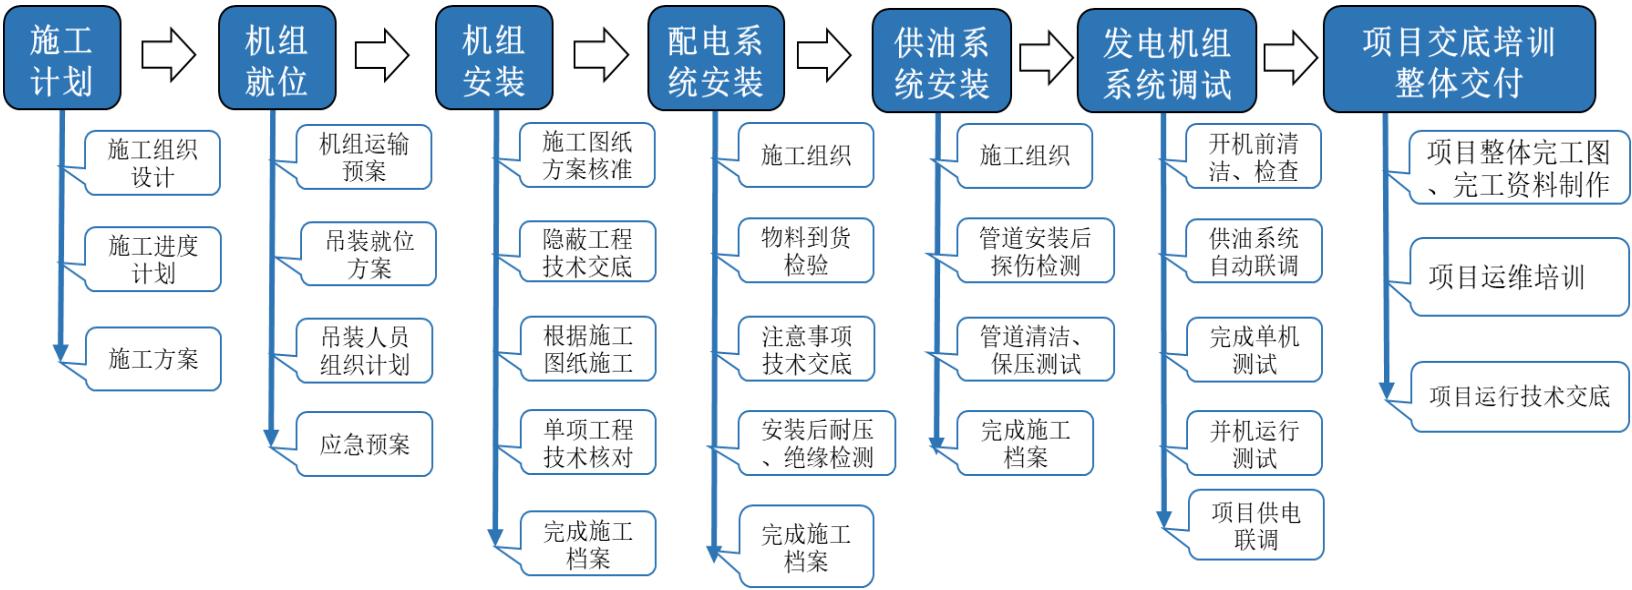 施工
计划
机组
就位
机组
安装
配电系
统安装
供油系
统安装
发电机组
系统调试
项目交底培训
整体交付
施工组织
设计
施工进度
计划
施工方案
机组运输
预案
吊装就位
方案
吊装人员
组织计划
应急预案
施工图纸
方案核准
隐蔽工程
技术交底
根据施工
图纸施工
单项工程
技术核对
完成施工
档案
施工组织
物料到货
检验
注意事项
技术交底
安装后耐压
、绝缘检测
完成施工
档案
施工组织
管道安装后
探伤检测
管道清洁、
保压测试
完成施工
档案
开机前清
洁、检查
供油系统
自动联调
完成单机
测试
并机运行
测试
项目供电
联调
项目整体完工图
、完工资料制作
项目运维培训
项目运行技术交底